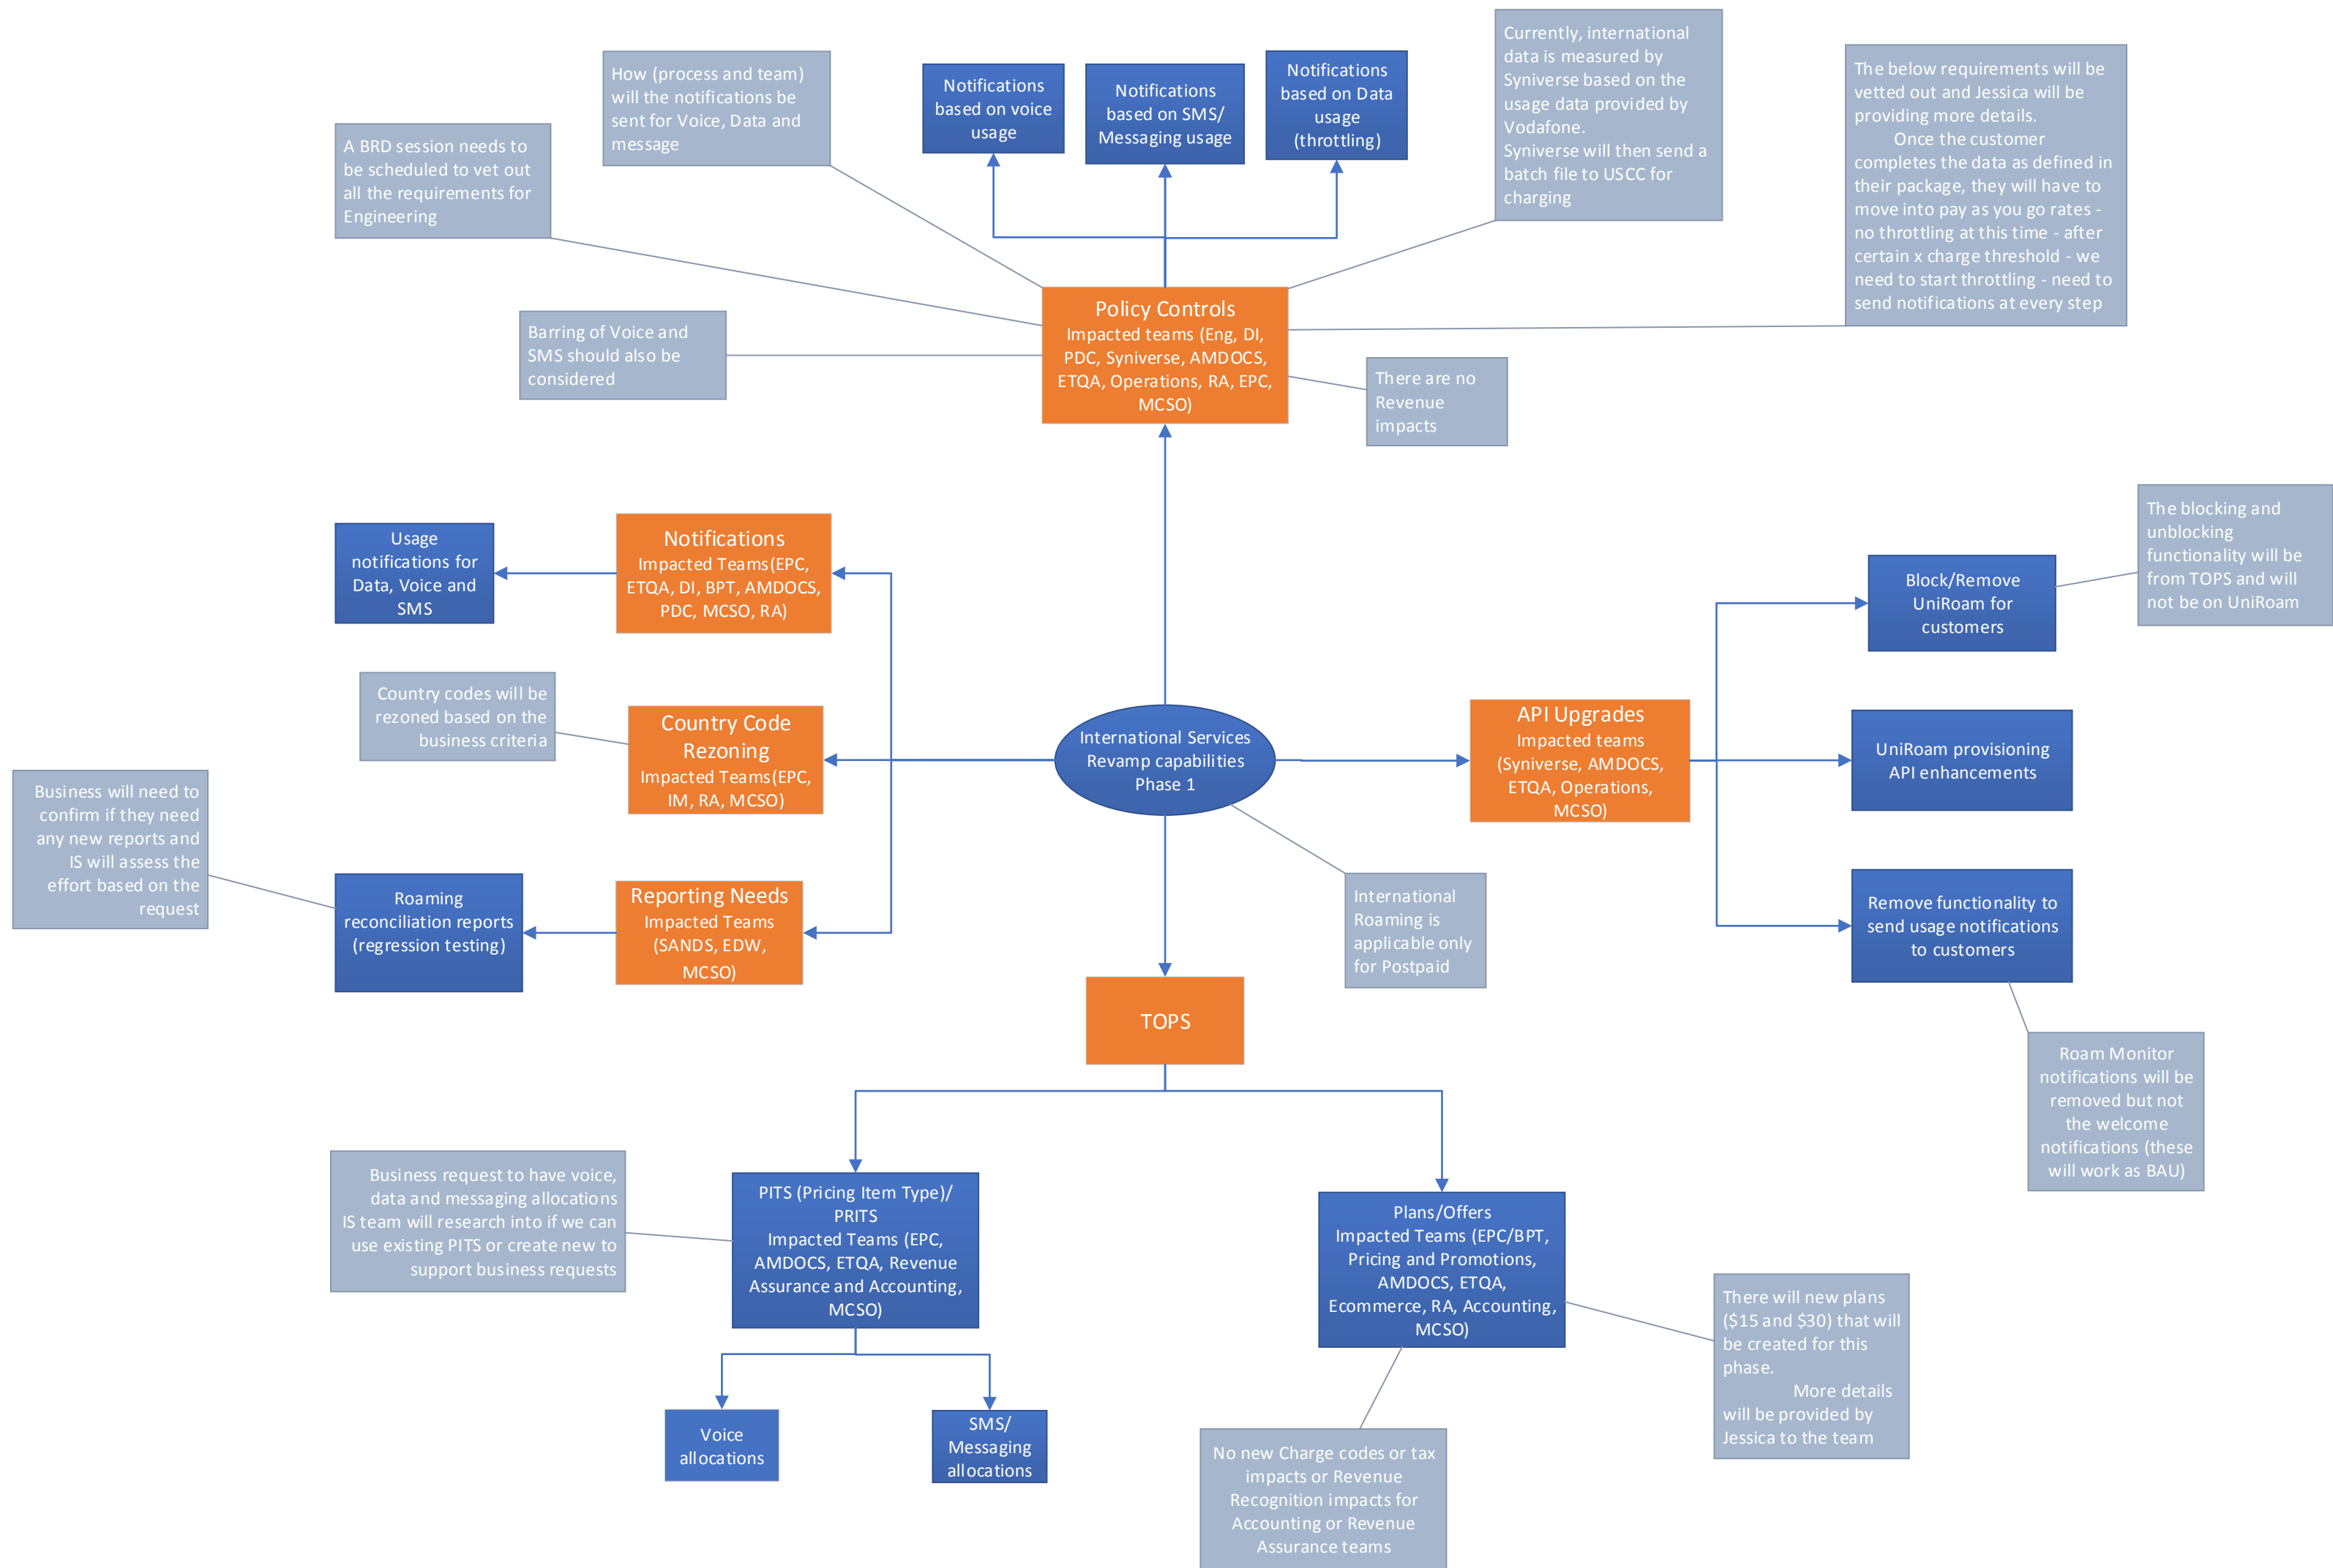 Currently, international
data is measured by
Syniverse based on the
usage data provided by
Vodafone.
Syniverse will then send a
batch file to USCC for
charging
The below requirements will be
vetted out and Jessica will be
providing more details.
Once the customer
completes the data as defined in
their package, they will have to
move into pay as you go rates -
no throttling at this time - after
certain x charge threshold - we
need to start throttling - need to
send notifications at every step
How (process and team)
will the notifications be
sent for Voice, Data and
message
Notifications
based on voice
usage
Notifications
based on SMS/
Messaging usage
Notifications
based on Data
usage
(throttling)
A BRD session needs to
be scheduled to vet out
all the requirements for
Engineering
Barring of Voice and
SMS should also be
considered
Policy Controls
Impacted teams (Eng, DI,
PDC, Syniverse, AMDOCS,
ETQA, Operations, RA, EPC,
MCSO)
There are no
Revenue
impacts
Usage
notifications for
Data, Voice and
SMS
Notifications
Impacted Teams(EPC,
ETQA, DI, BPT, AMDOCS,
PDC, MCSO, RA)
Country codes will be
rezoned based on the
business criteria
Country Code
Rezoning
Impacted Teams(EPC,
IM, RA, MCSO)
Business will need to
confirm if they need
any new reports and
IS will assess the
effort based on the
request
Roaming
reconciliation reports
(regression testing)
Reporting Needs
Impacted Teams
(SANDS, EDW,
MCSO)
International Services
Revamp capabilities
Phase 1
International
Roaming is
applicable only
for Postpaid
API Upgrades
Impacted teams
(Syniverse, AMDOCS,
ETQA, Operations,
MCSO)
Block/Remove
UniRoam for
customers
The blocking and
unblocking
functionality will be
from TOPS and will
not be on UniRoam
UniRoam provisioning
API enhancements
Remove functionality to
send usage notifications
to customers
Roam Monitor
notifications will be
removed but not
the welcome
notifications (these
will work as BAU)
TOPS
Business request to have voice,
data and messaging allocations
IS team will research into if we can
use existing PITS or create new to
support business requests
PITS (Pricing Item Type)/
PRITS
Impacted Teams (EPC,
AMDOCS, ETQA, Revenue
Assurance and Accounting,
MCSO)
Voice
allocations
SMS/
Messaging
allocations
Plans/Offers
Impacted Teams (EPC/BPT,
Pricing and Promotions,
AMDOCS, ETQA,
Ecommerce, RA, Accounting,
MCSO)
There will new plans
($15 and $30) that will
be created for this
phase.
More details
will be provided by
Jessica to the team
No new Charge codes or tax
impacts or Revenue
Recognition impacts for
Accounting or Revenue
Assurance teams